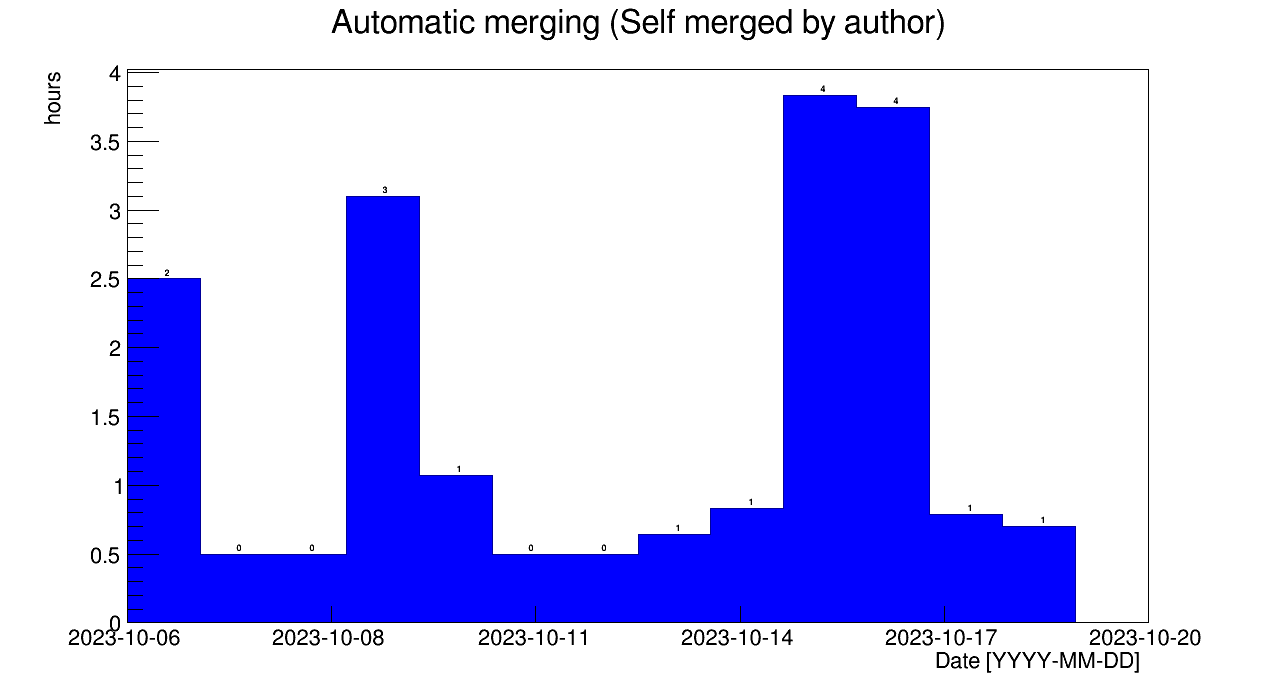 Automatic merging (Self merged by author)
hours
4
3.5
3
2.5
2
1.5
1
0.5
0
2 0 0 3 1 0 0 1 1 4 4 1 1
2023-10-06 2023-10-08 2023-10-11 2023-10-14 2023-10-17 2023-10-20
Date [YYYY-MM-DD]